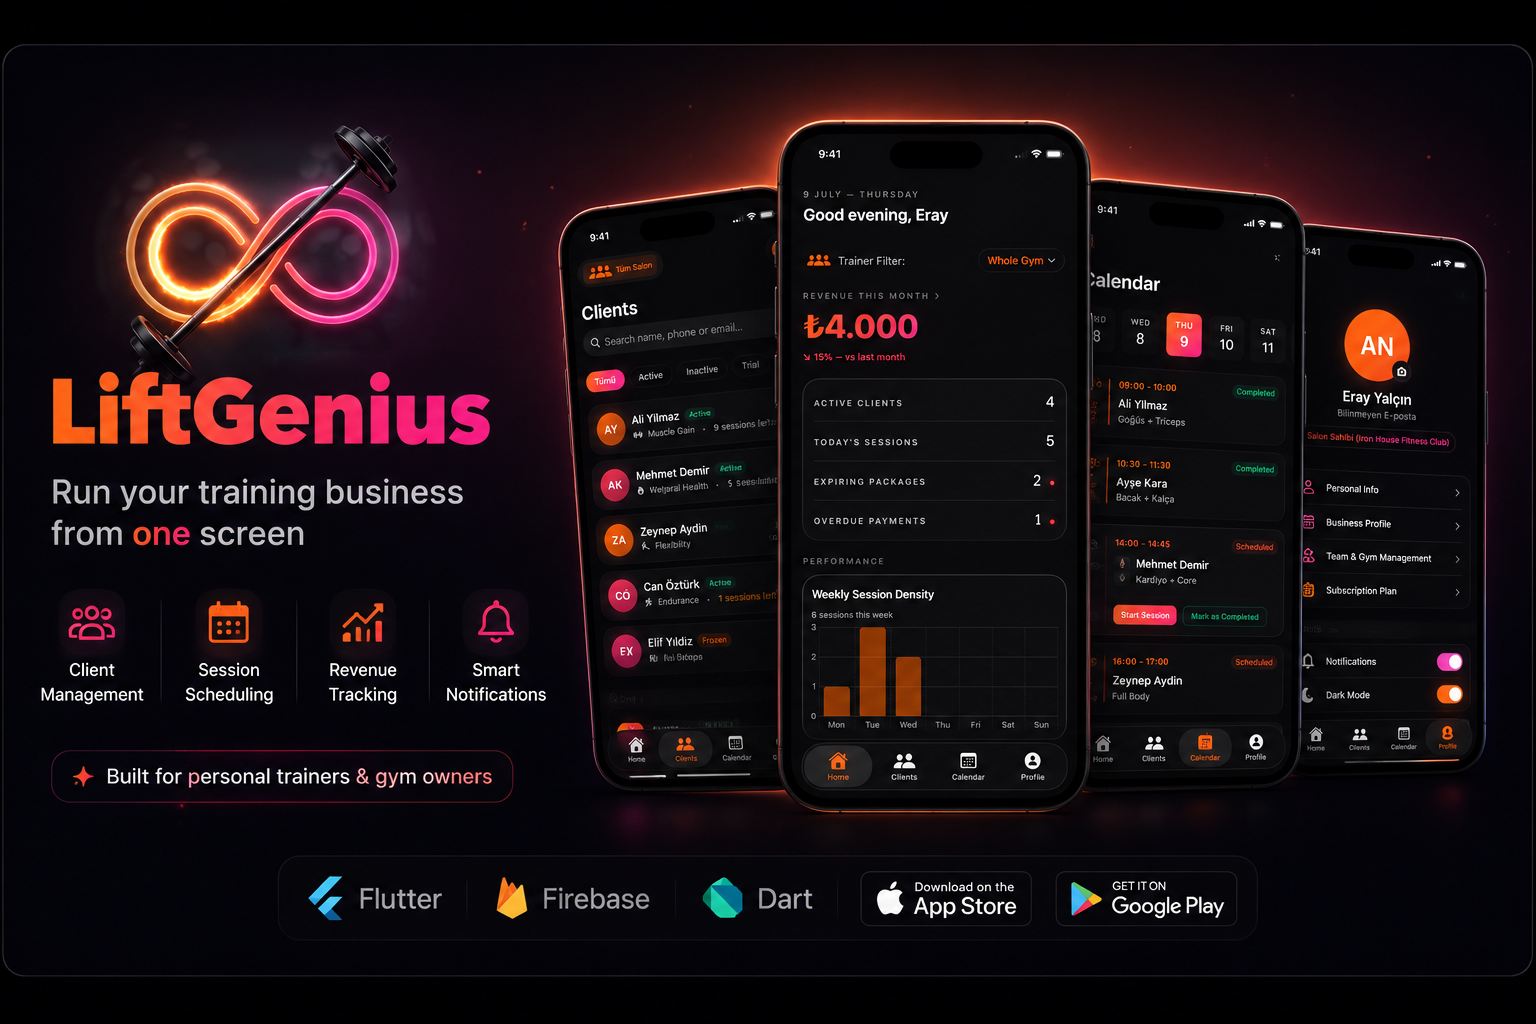 LiftGenius
Run your training business
from one screen
Client
Management
Session
Scheduling
Revenue
Tracking
Smart
Notifications
Built for personal trainers & gym owners
9:41
Tüm Salon
Clients
Search name, phone or email...
Tümü
Active
Inactive
Trial
AY
Ali Yilmaz
Active
Muscle Gain • 9 sessions
AK
Mehmet Demir
Active
Health • 5
ZA
Zeynep Aydin
Flexibility
CÖ
Can Öztürk
Active
Endurance • 1 sessions left
EX
Elif Yıldiz
Frozen
Home
Clients
Calendar
9:41
9 JULY — THURSDAY
Good evening, Eray
Trainer Filter:
Whole Gym
REVENUE THIS MONTH >
₺4.000
↘ 15% — vs last month
ACTIVE CLIENTS 4
TODAY'S SESSIONS 5
EXPIRING PACKAGES 2
OVERDUE PAYMENTS 1
PERFORMANCE
Weekly Session Density
6 sessions this week
3
2
1
0
Mon Tue Wed Thu Fri Sat Sun
Home
Clients
Calendar
Profile
9:41
Calendar
8
WED
8
THU
9
FRI
10
SAT
11
09:00 - 10:00
Completed
Ali Yılmaz
Göğüs + Triceps
10:30 - 11:30
Completed
Ayşe Kara
Bacak + Kalça
14:00 - 14:45
Scheduled
Mehmet Demir
Kardiyo + Core
Start Session
Mark as Completed
16:00 - 17:00
Scheduled
Zeynep Aydin
Full Body
Home
Clients
Calendar
Profile
:41
AN
Eray Yalçın
Bilinmeyen E-posta
Salon Sahibi (Iron House Fitness Club)
Personal Info
Business Profile
Team & Gym Management
Subscription Plan
Notifications
Dark Mode
Home
Clients
Calendar
Profile
Flutter
Firebase
Dart
Download on the
App Store
GET IT ON
Google Play